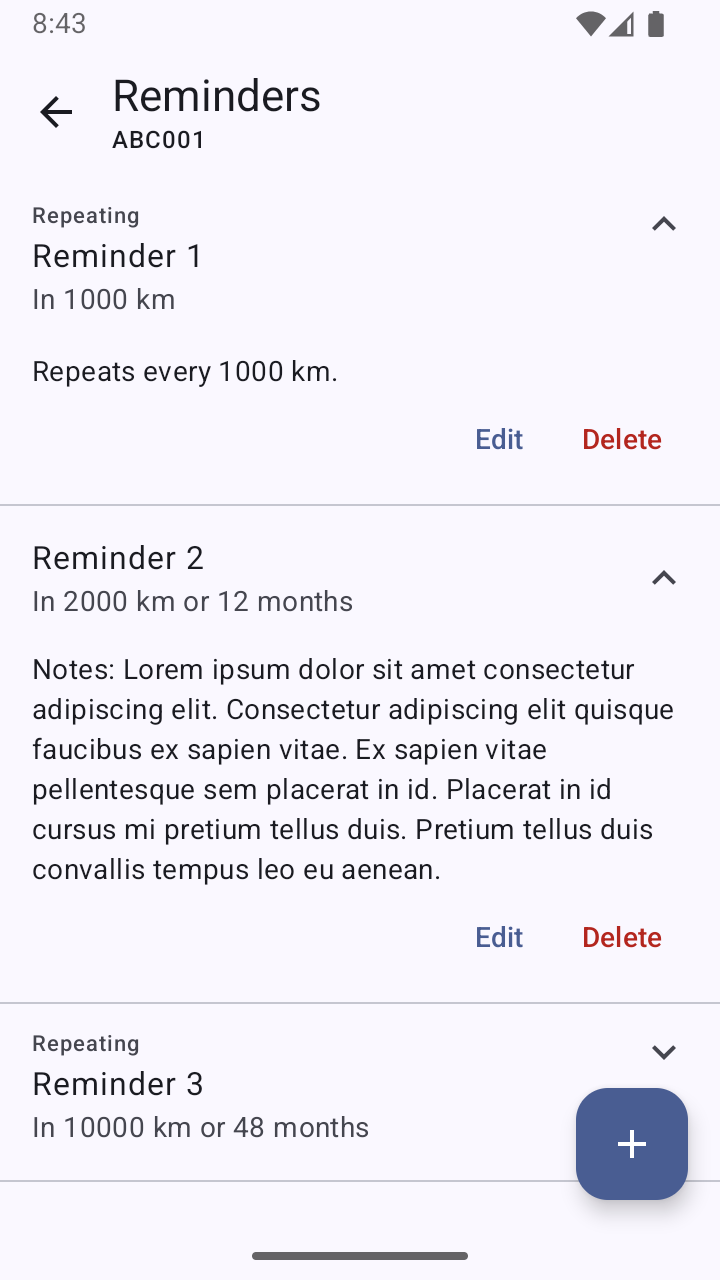 8:43
Reminders
ABC001
Repeating
Reminder 1
In 1000 km
Repeats every 1000 km.
Edit Delete
Reminder 2
In 2000 km or 12 months
Notes: Lorem ipsum dolor sit amet consectetur
adipiscing elit. Consectetur adipiscing elit quisque
faucibus ex sapien vitae. Ex sapien vitae
pellentesque sem placerat in id. Placerat in id
cursus mi pretium tellus duis. Pretium tellus duis
convallis tempus leo eu aenean.
Edit Delete
Repeating
Reminder 3
In 10000 km or 48 months